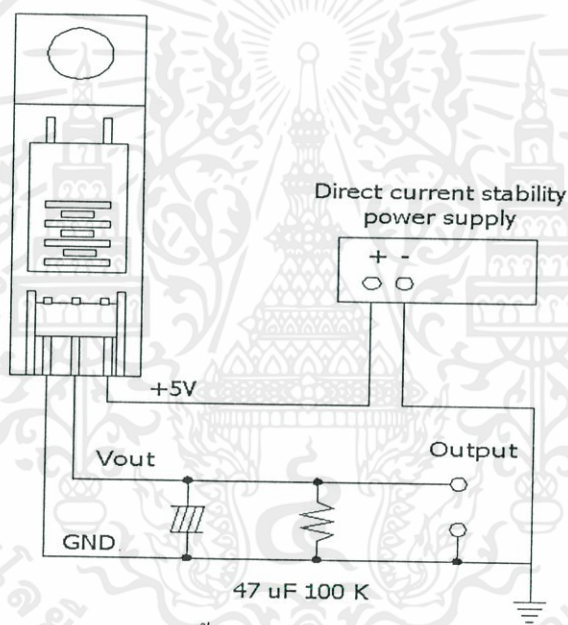 Direct current stability
power supply
+ -
+5V
Vout
Output
GND
47 uF 100 K